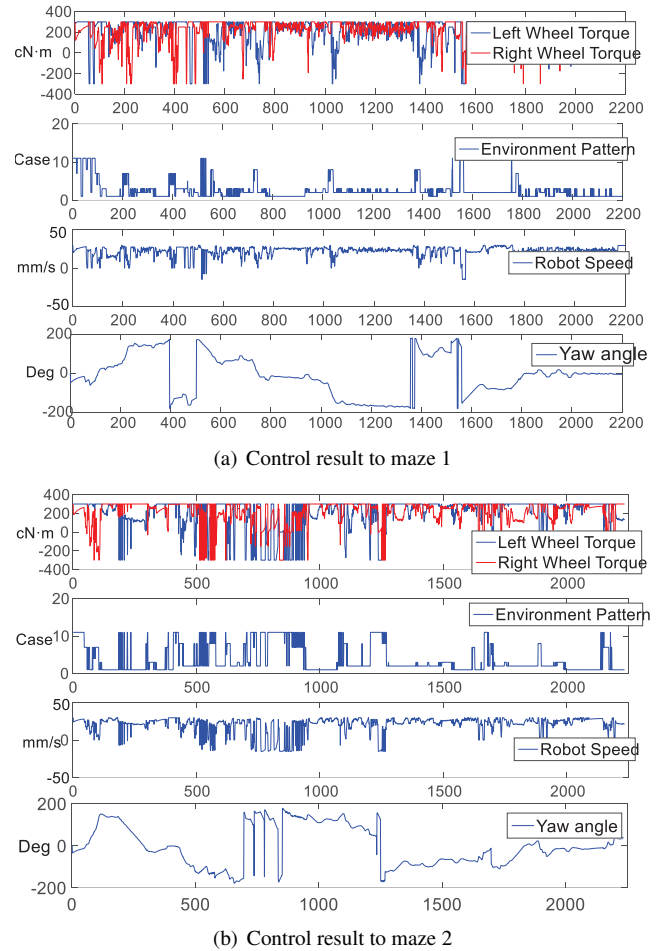 400
200
0
-200
-400
cN·m
Left Wheel Torque
Right Wheel Torque
0 200 400 600 800 1000 1200 1400 1600 1800 2000 2200
20
10
0
Case
Environment Pattern
0 200 400 600 800 1000 1200 1400 1600 1800 2000 2200
50
0
-50
mm/s
Robot Speed
0 200 400 600 800 1000 1200 1400 1600 1800 2000 2200
200
0
-200
Deg
Yaw angle
0 200 400 600 800 1000 1200 1400 1600 1800 2000 2200
(a) Control result to maze 1
400
200
0
-200
-400
cN·m
Left Wheel Torque
Right Wheel Torque
0 500 1000 1500 2000
20
10
0
Case
Environment Pattern
0 500 1000 1500 2000
50
0
-50
mm/s
Robot Speed
0 500 1000 1500 2000
200
0
-200
Deg
Yaw angle
0 500 1000 1500 2000
(b) Control result to maze 2